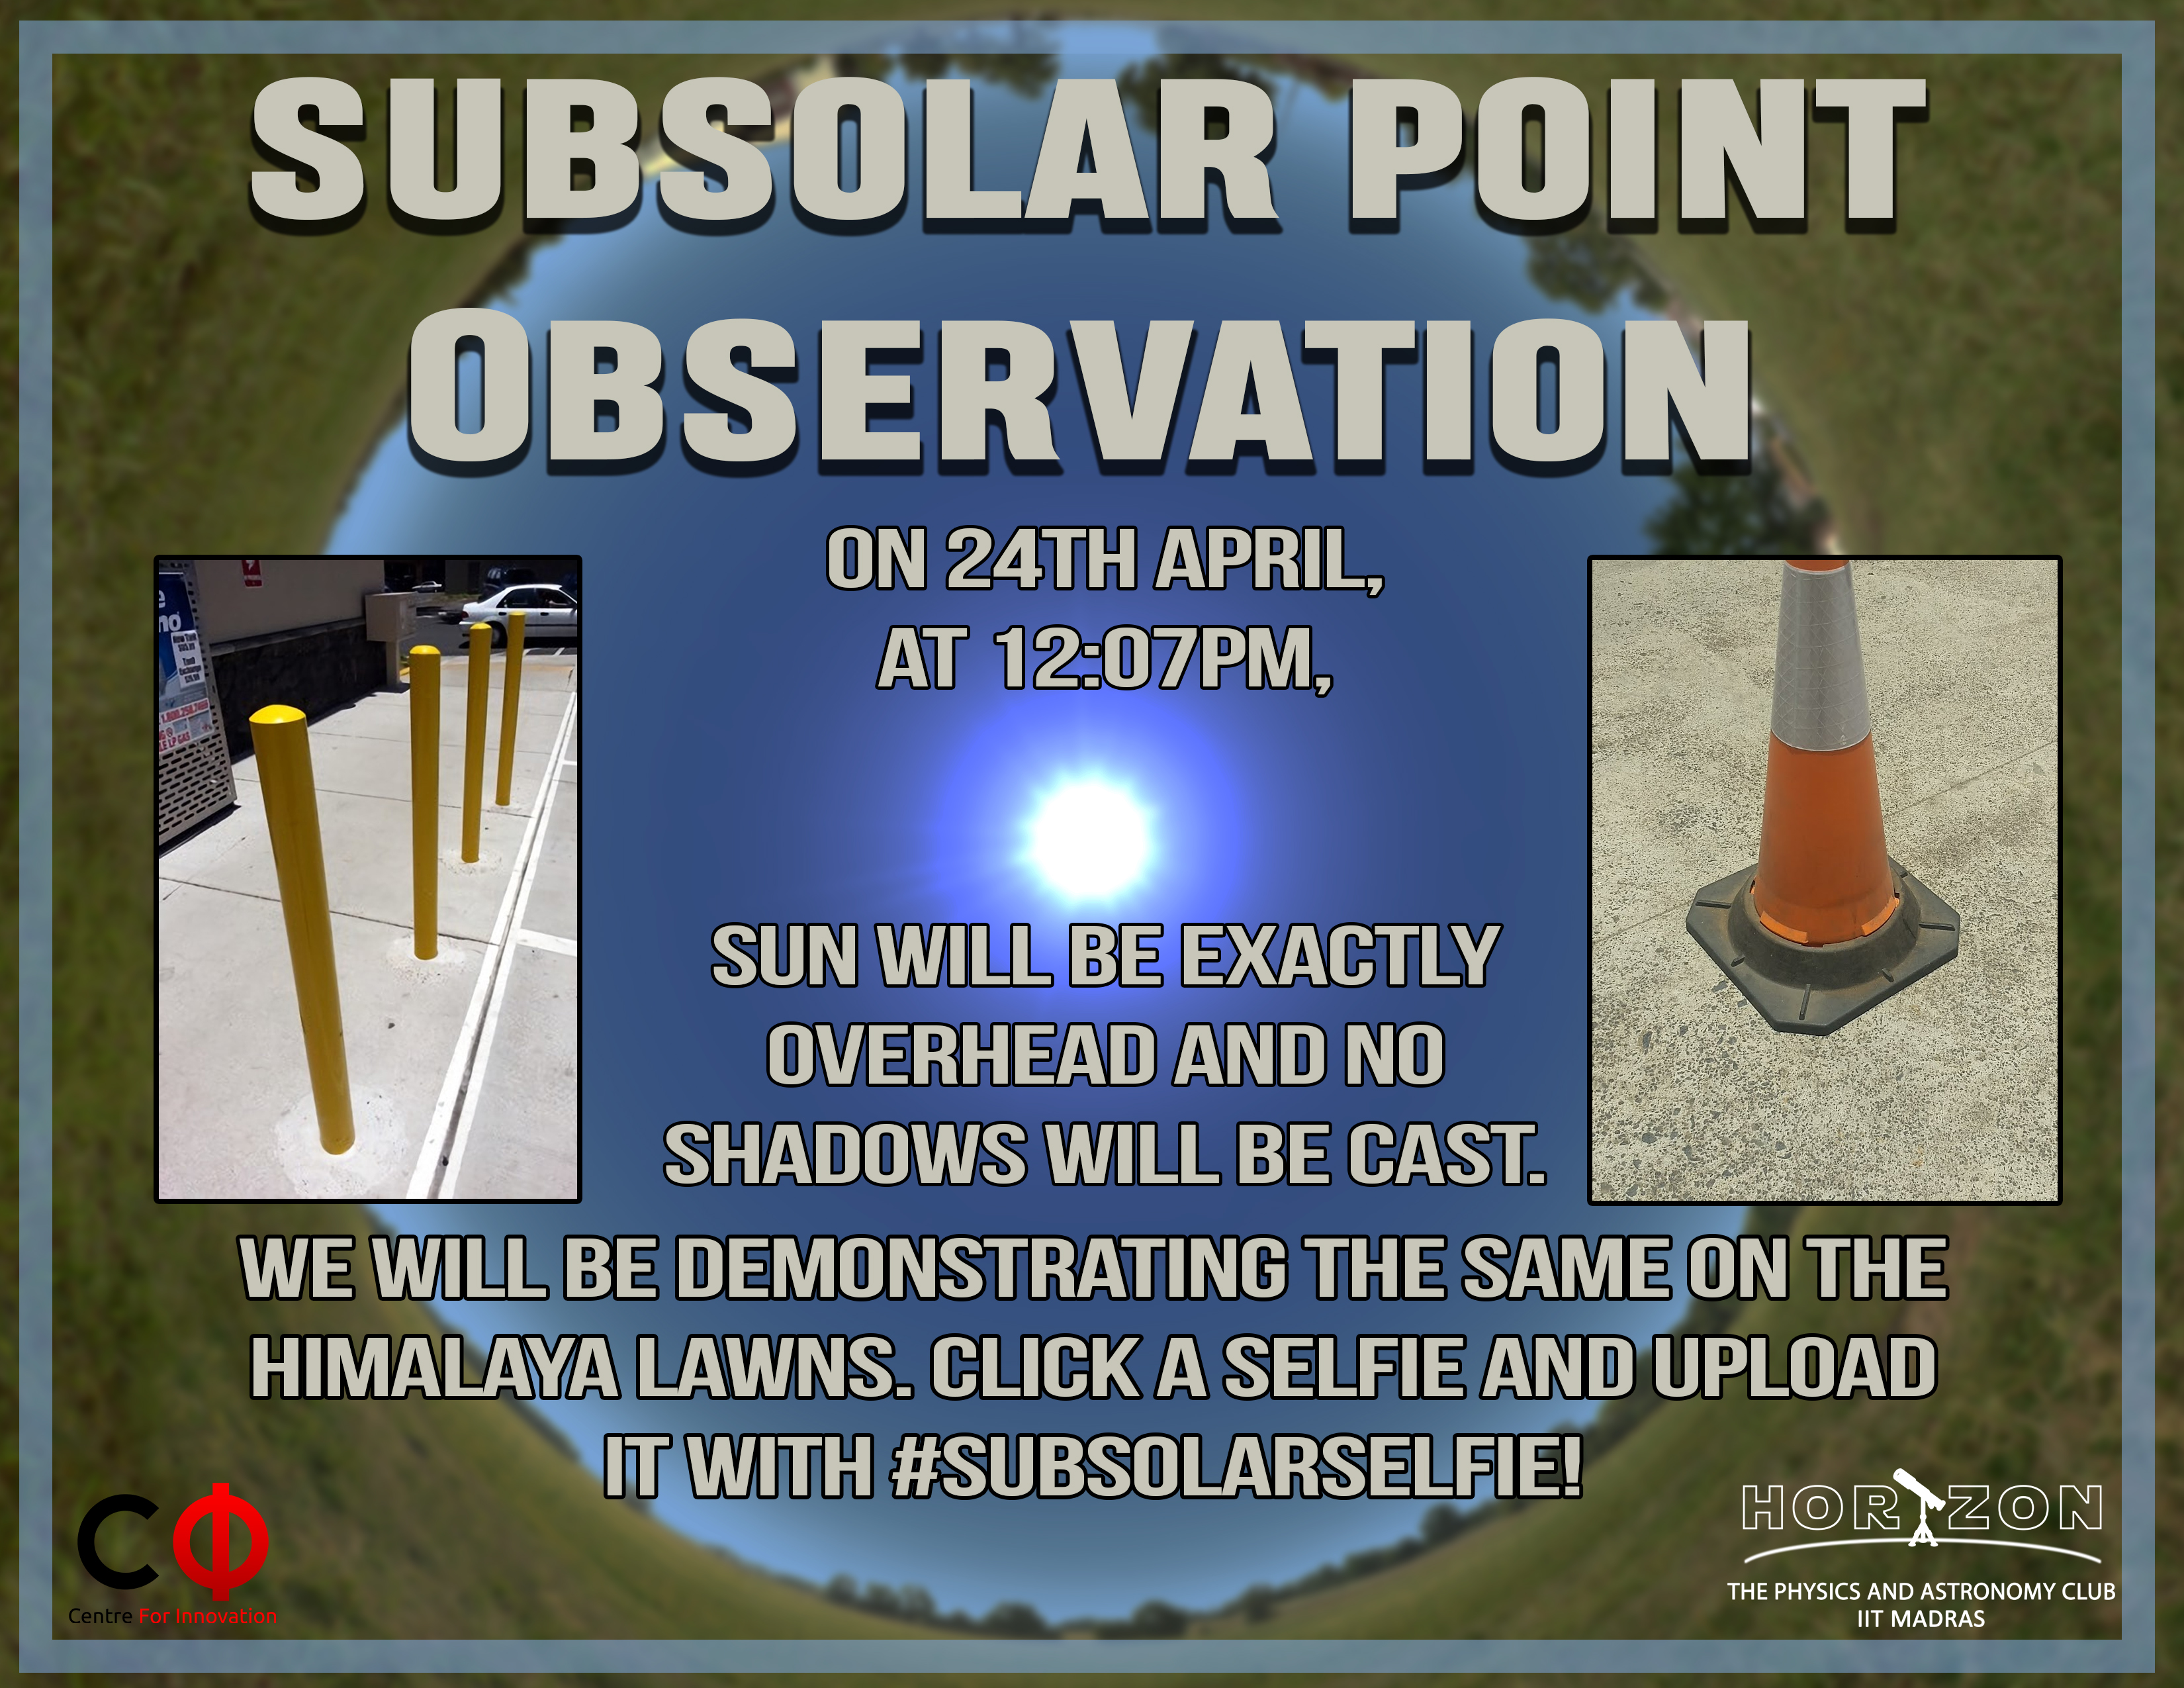 SUBSOLAR POINT
OBSERVATION
ON 24TH APRIL,
AT 12:07PM,
SUN WILL BE EXACTLY
OVERHEAD AND NO
SHADOWS WILL BE CAST.
WE WILL BE DEMONSTRATING THE SAME ON THE
HIMALAYA LAWNS. CLICK A SELFIE AND UPLOAD
IT WITH #SUBSOLARSELFIE!
Centre For Innovation
HORIZON
THE PHYSICS AND ASTRONOMY CLUB
IIT MADRAS